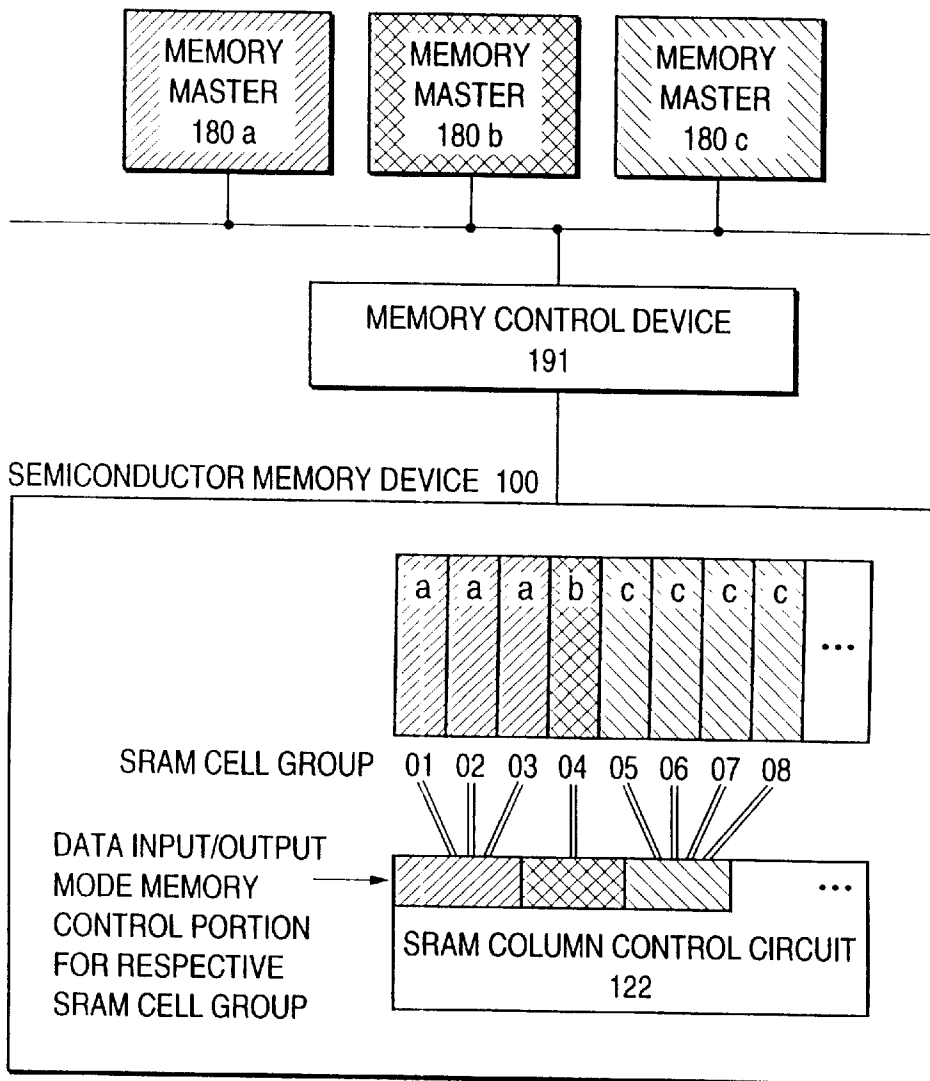 MEMORY
MASTER
180 a
MEMORY
MASTER
180 b
MEMORY
MASTER
180 c
MEMORY CONTROL DEVICE
191
SEMICONDUCTOR MEMORY DEVICE 100
a a a b c c c c ...
SRAM CELL GROUP 01 02 03 04 05 06 07 08
DATA INPUT/OUTPUT
MODE MEMORY
CONTROL PORTION
FOR RESPECTIVE
SRAM CELL GROUP
...
SRAM COLUMN CONTROL CIRCUIT
122